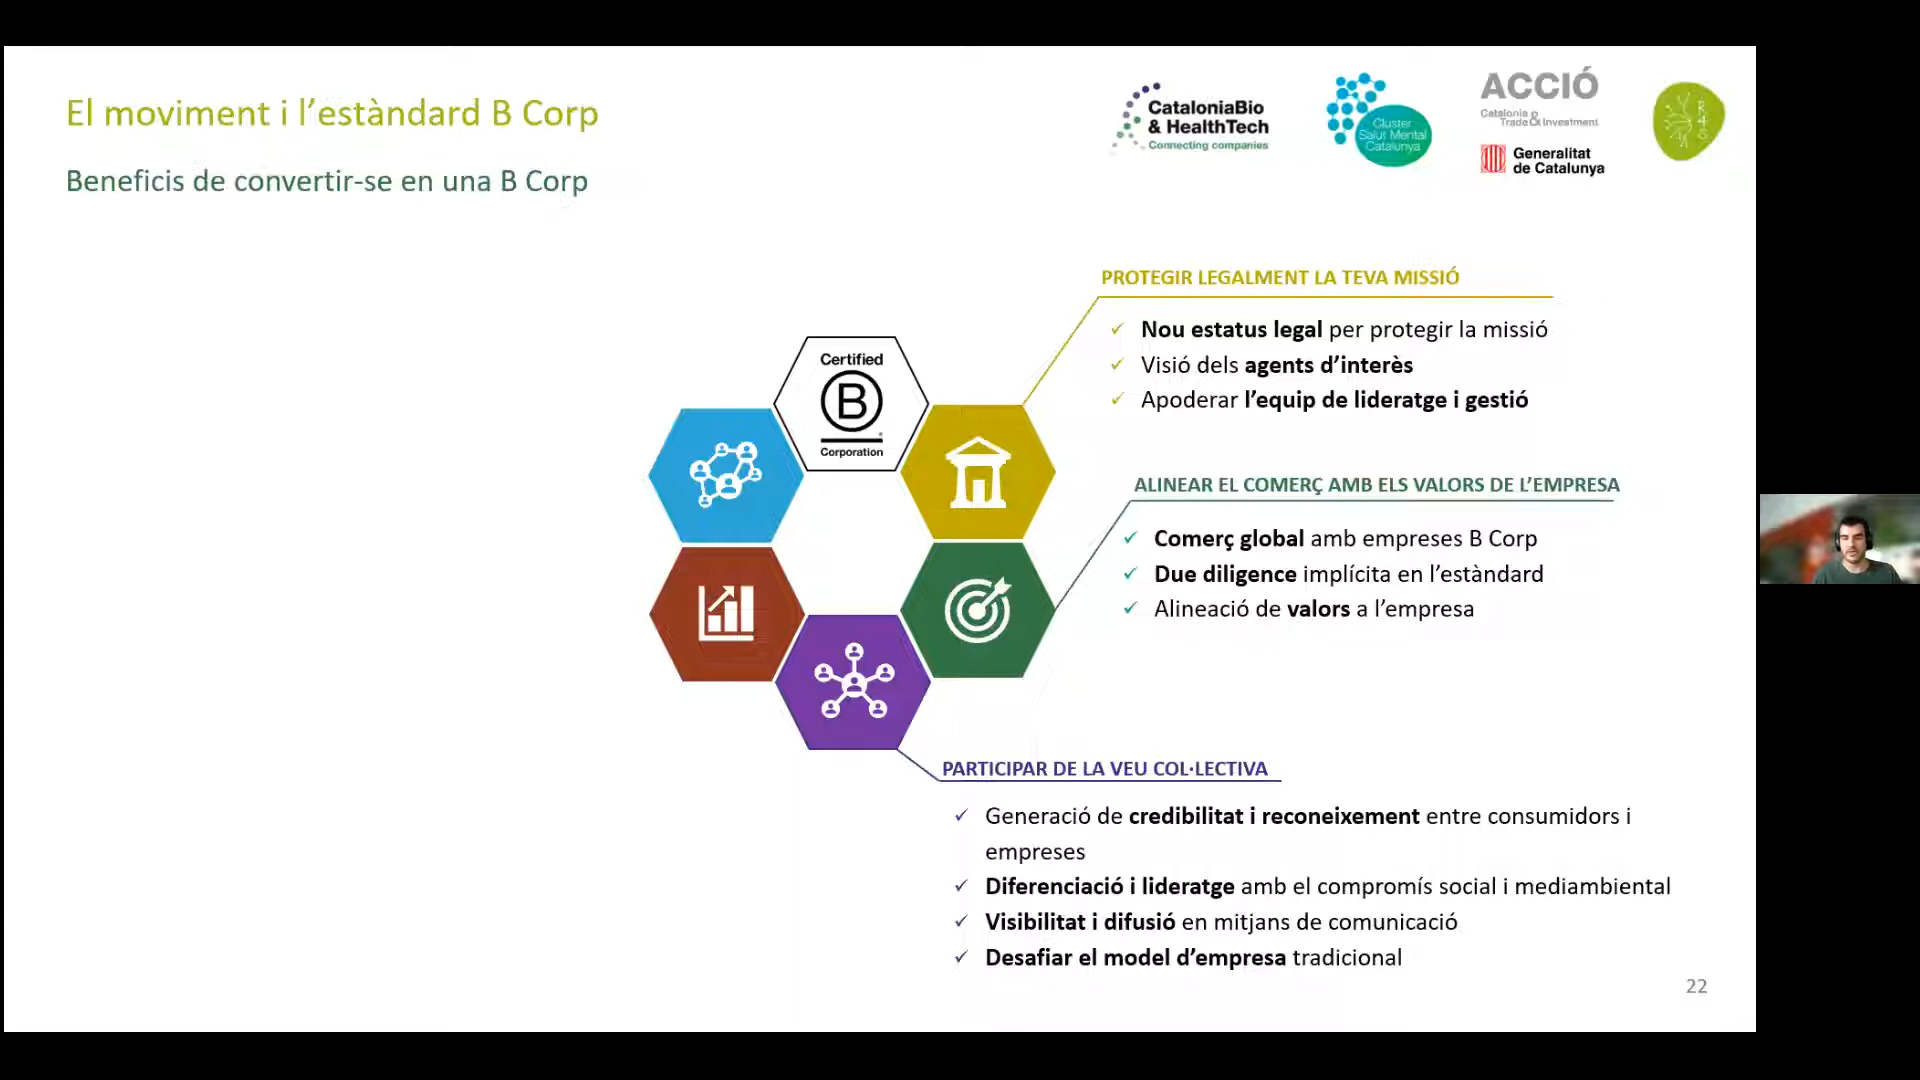 El moviment i l’estàndard B Corp
Beneficis de convertir-se en una B Corp
CataloniaBio
& HealthTech
Connecting companies
Cluster
Salut Mental
Catalunya
ACCIÓ
Catalonia
Trade & Investment
Generalitat
de Catalunya
R4S
PROTEGIR LEGALMENT LA TEVA MISSIÓ
✓ Nou estatus legal per protegir la missió
✓ Visió dels agents d’interès
✓ Apoderar l’equip de lideratge i gestió
Certified
B
Corporation
ALINEAR EL COMERÇ AMB ELS VALORS DE L’EMPRESA
✓ Comerç global amb empreses B Corp
✓ Due diligence implícita en l’estàndard
✓ Alineació de valors a l’empresa
PARTICIPAR DE LA VEU COL·LECTIVA
✓ Generació de credibilitat i reconeixement entre consumidors i
empreses
✓ Diferenciació i lideratge amb el compromís social i mediambiental
✓ Visibilitat i difusió en mitjans de comunicació
✓ Desafiar el model d’empresa tradicional
22